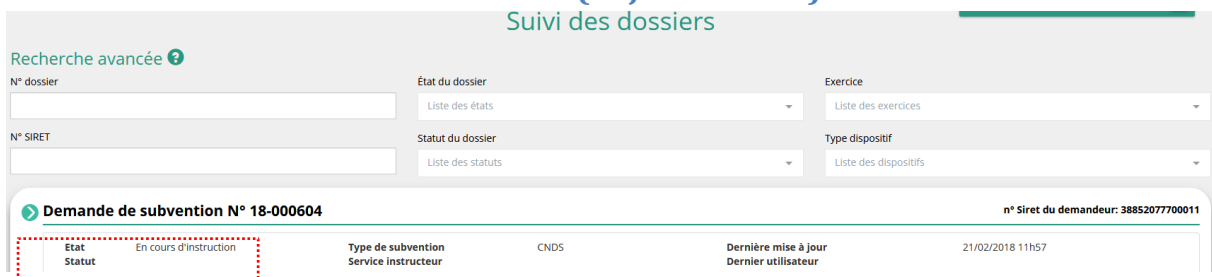 Suivi des dossiers
Recherche avancée ?
N° dossier État du dossier Exercice
Liste des états Liste des exercices
N° SIRET Statut du dossier Type dispositif
Liste des statuts Liste des dispositifs
Demande de subvention N° 18-000604 n° Siret du demandeur: 38852077700011
Etat En cours d'instruction Type de subvention CNDS Dernière mise à jour 21/02/2018 11h57
Statut Service instructeur Dernier utilisateur